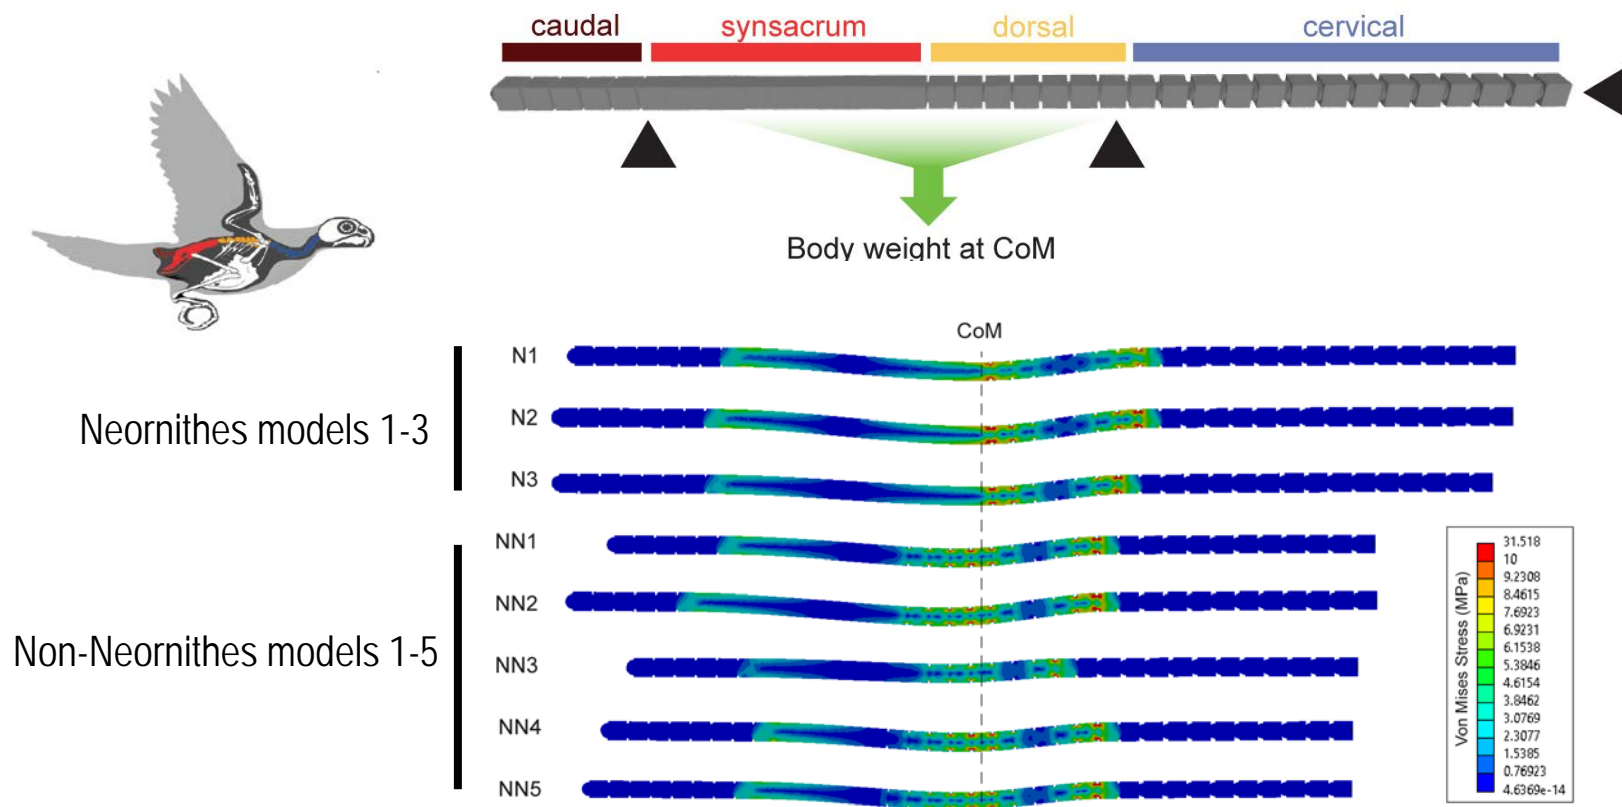 caudal synsacrum dorsal cervical
Body weight at CoM
CoM
N1
Neornithes models 1-3
N2
N3
NN1
NN2
Non-Neornithes models 1-5
NN3
NN4
NN5
Von Mises Stress (MPa)
31.518
10
9.2308
8.4615
7.6923
6.9231
6.1538
5.3846
4.6154
3.8462
3.0769
2.3077
1.5385
0.76923
4.6369e-14